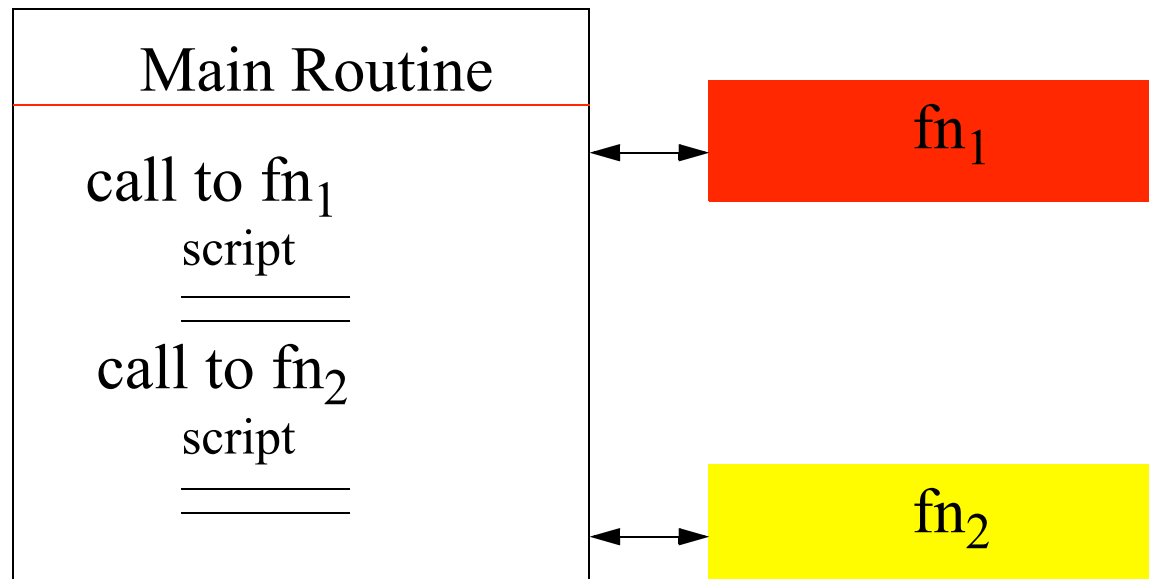 Main Routine
call to fn₁
script
call to fn₂
script
fn₁
fn₂